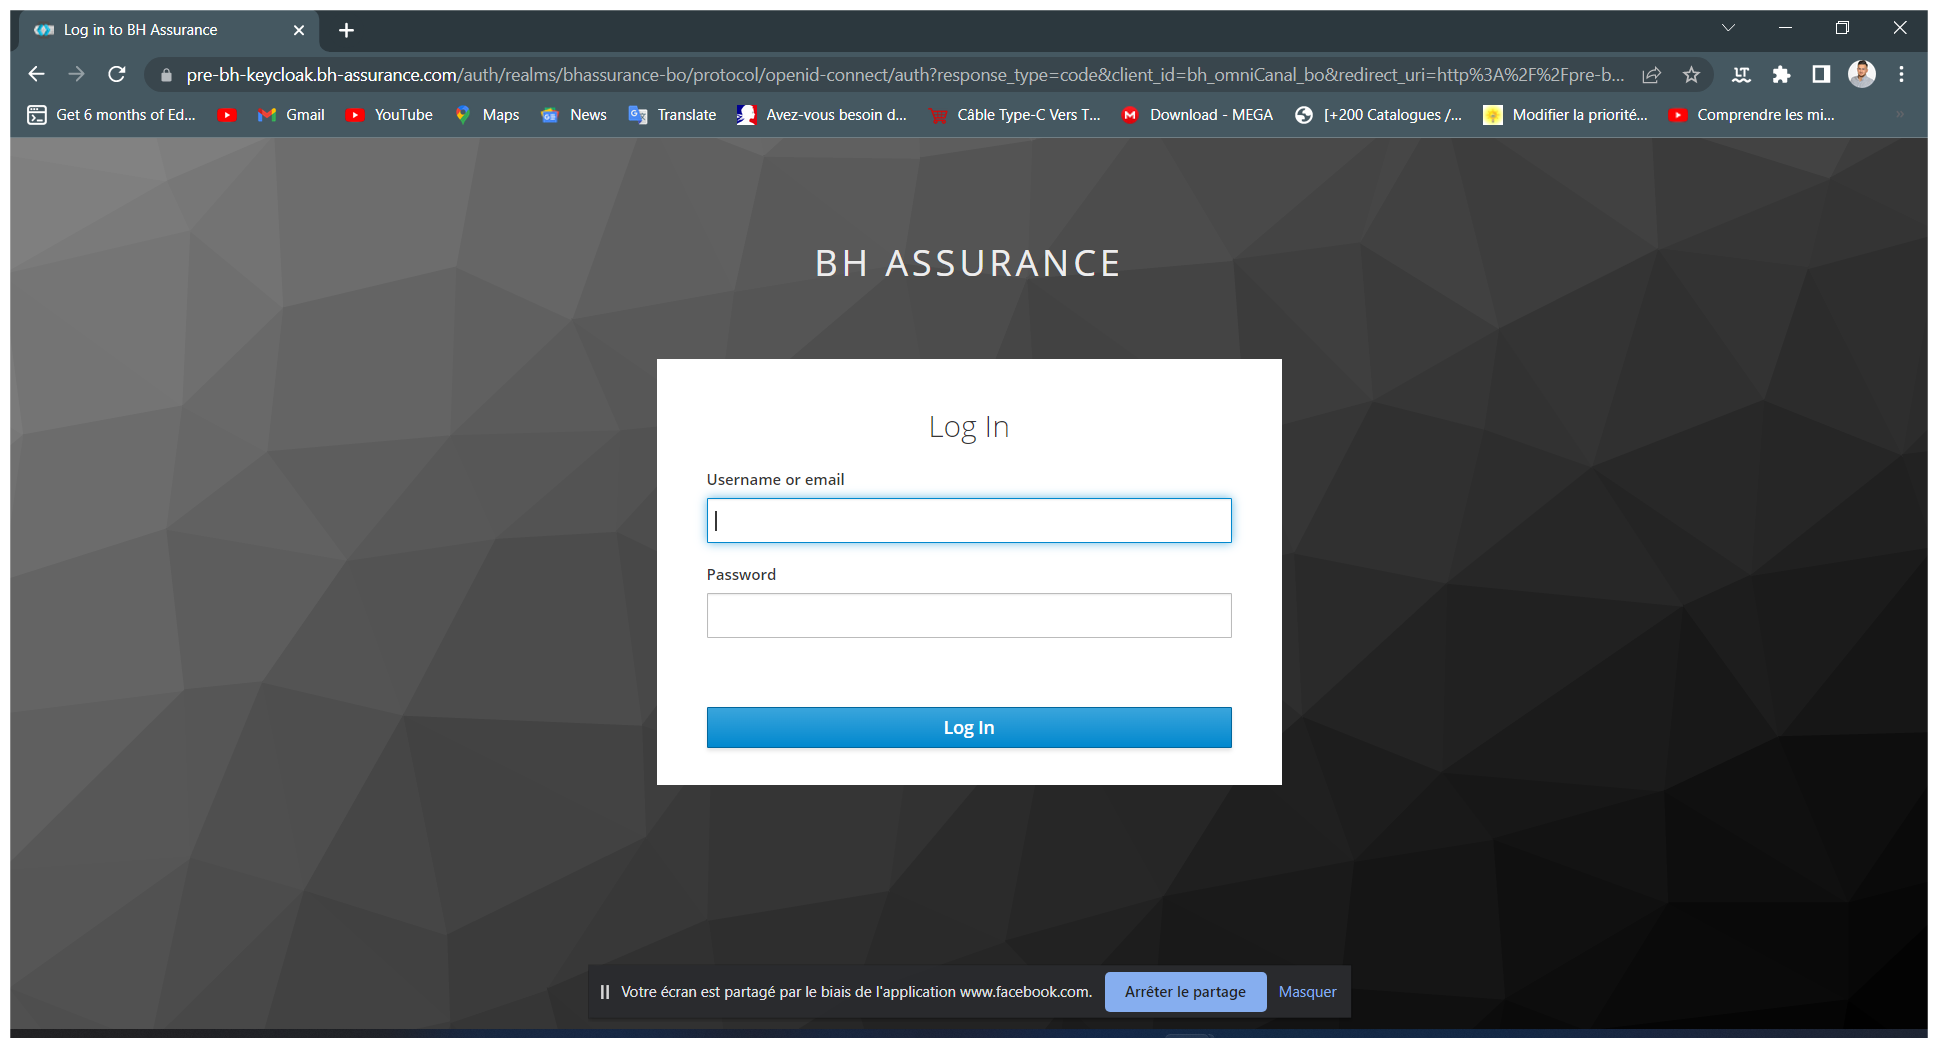 Log in to BH Assurance
pre-bh-keycloak.bh-assurance.com/auth/realms/bhassurance-bo/protocol/openid-connect/auth?response_type=code&client_id=bh_omniCanal_bo&redirect_uri=http%3A%2F%2Fpre-b...
Get 6 months of Ed... Gmail YouTube Maps News Translate Avez-vous besoin d... Câble Type-C Vers T... Download - MEGA [+200 Catalogues /... Modifier la priorité... Comprendre les mi... »
BH ASSURANCE
Log In
Username or email
Password
Log In
Votre écran est partagé par le biais de l'application www.facebook.com. Arrêter le partage Masquer